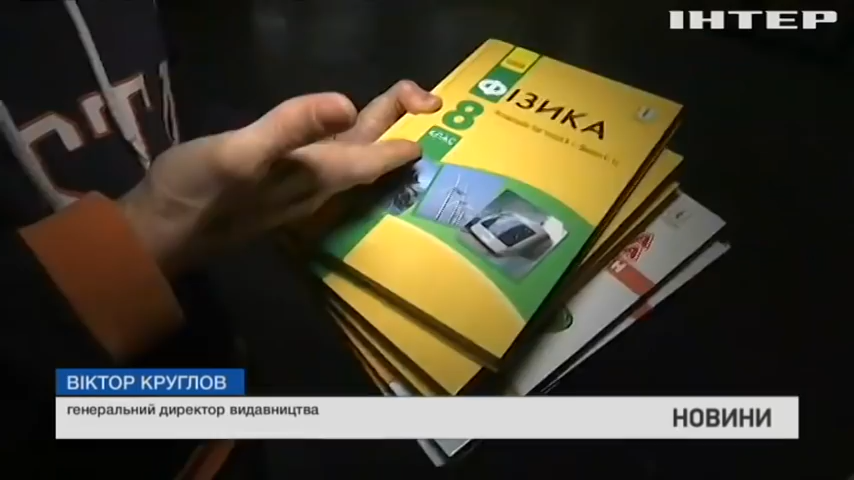 ІНТЕР
ФІЗИКА
8
КЛАС
ВІКТОР КРУГЛОВ
генеральний директор видавництва
НОВИНИ